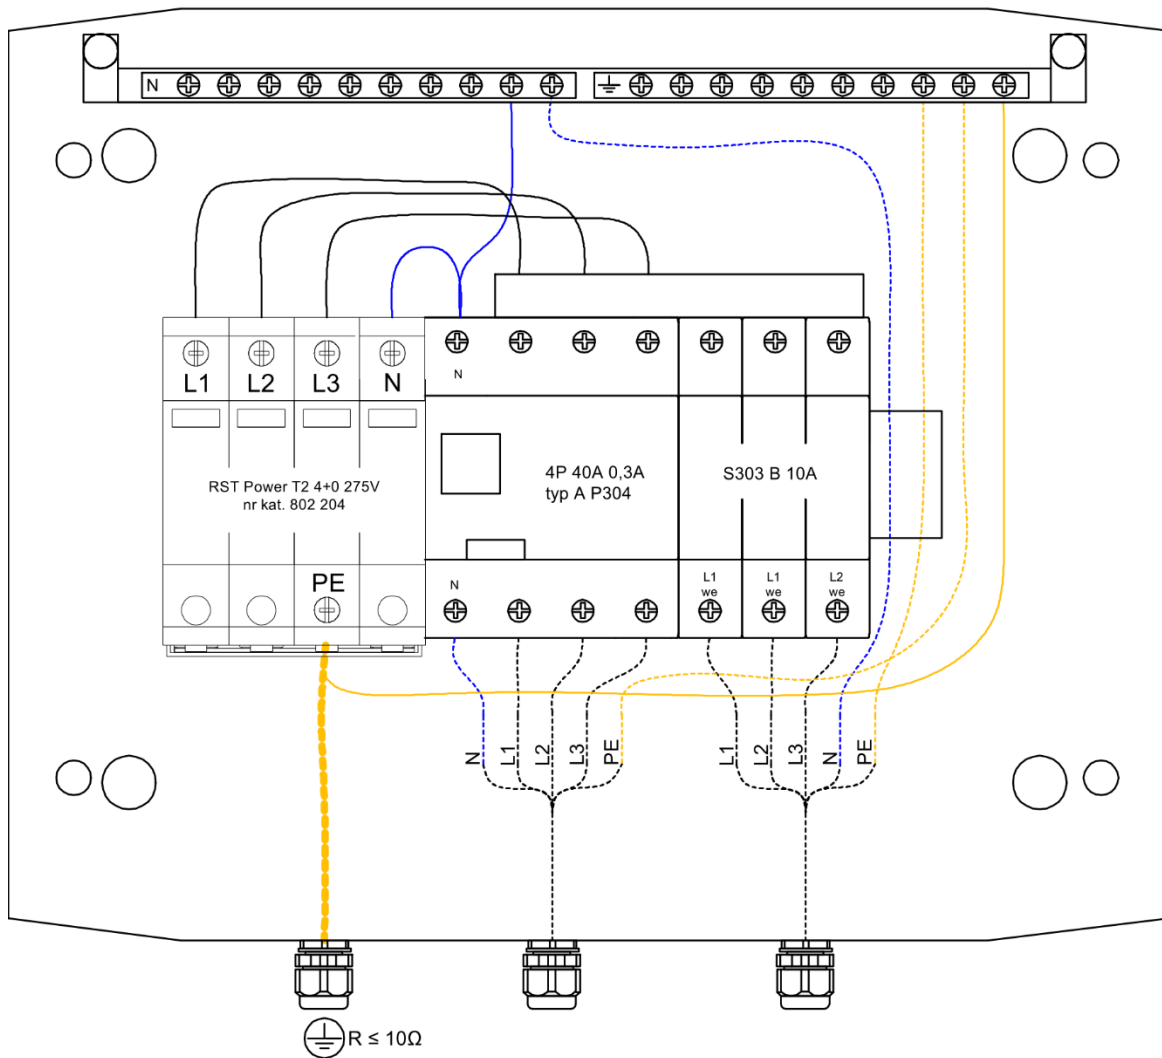 N
L1 L2 L3 N
N
RST Power T2 4+0 275V
nr kat. 802 204
4P 40A 0,3A
typ A P304
S303 B 10A
PE
N
L1
we
L1
we
L2
we
N L1 L2 L3 PE
L1 L2 L3 N PE
R ≤ 10Ω